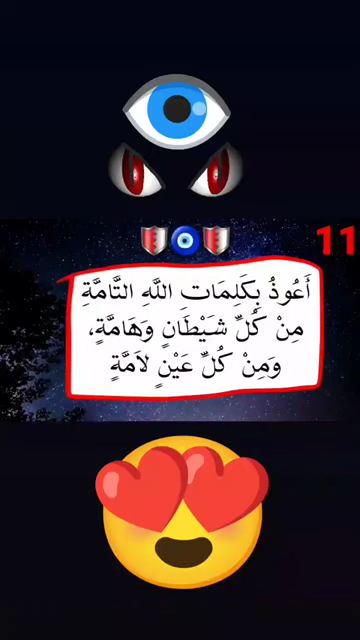 11
أَعُوذُ بِكَلِمَاتِ اللَّهِ التَّامَّةِ
مِنْ كُلِّ شَيْطَانٍ وَهَامَّةٍ،
وَمِنْ كُلِّ عَيْنٍ لَامَّةٍ